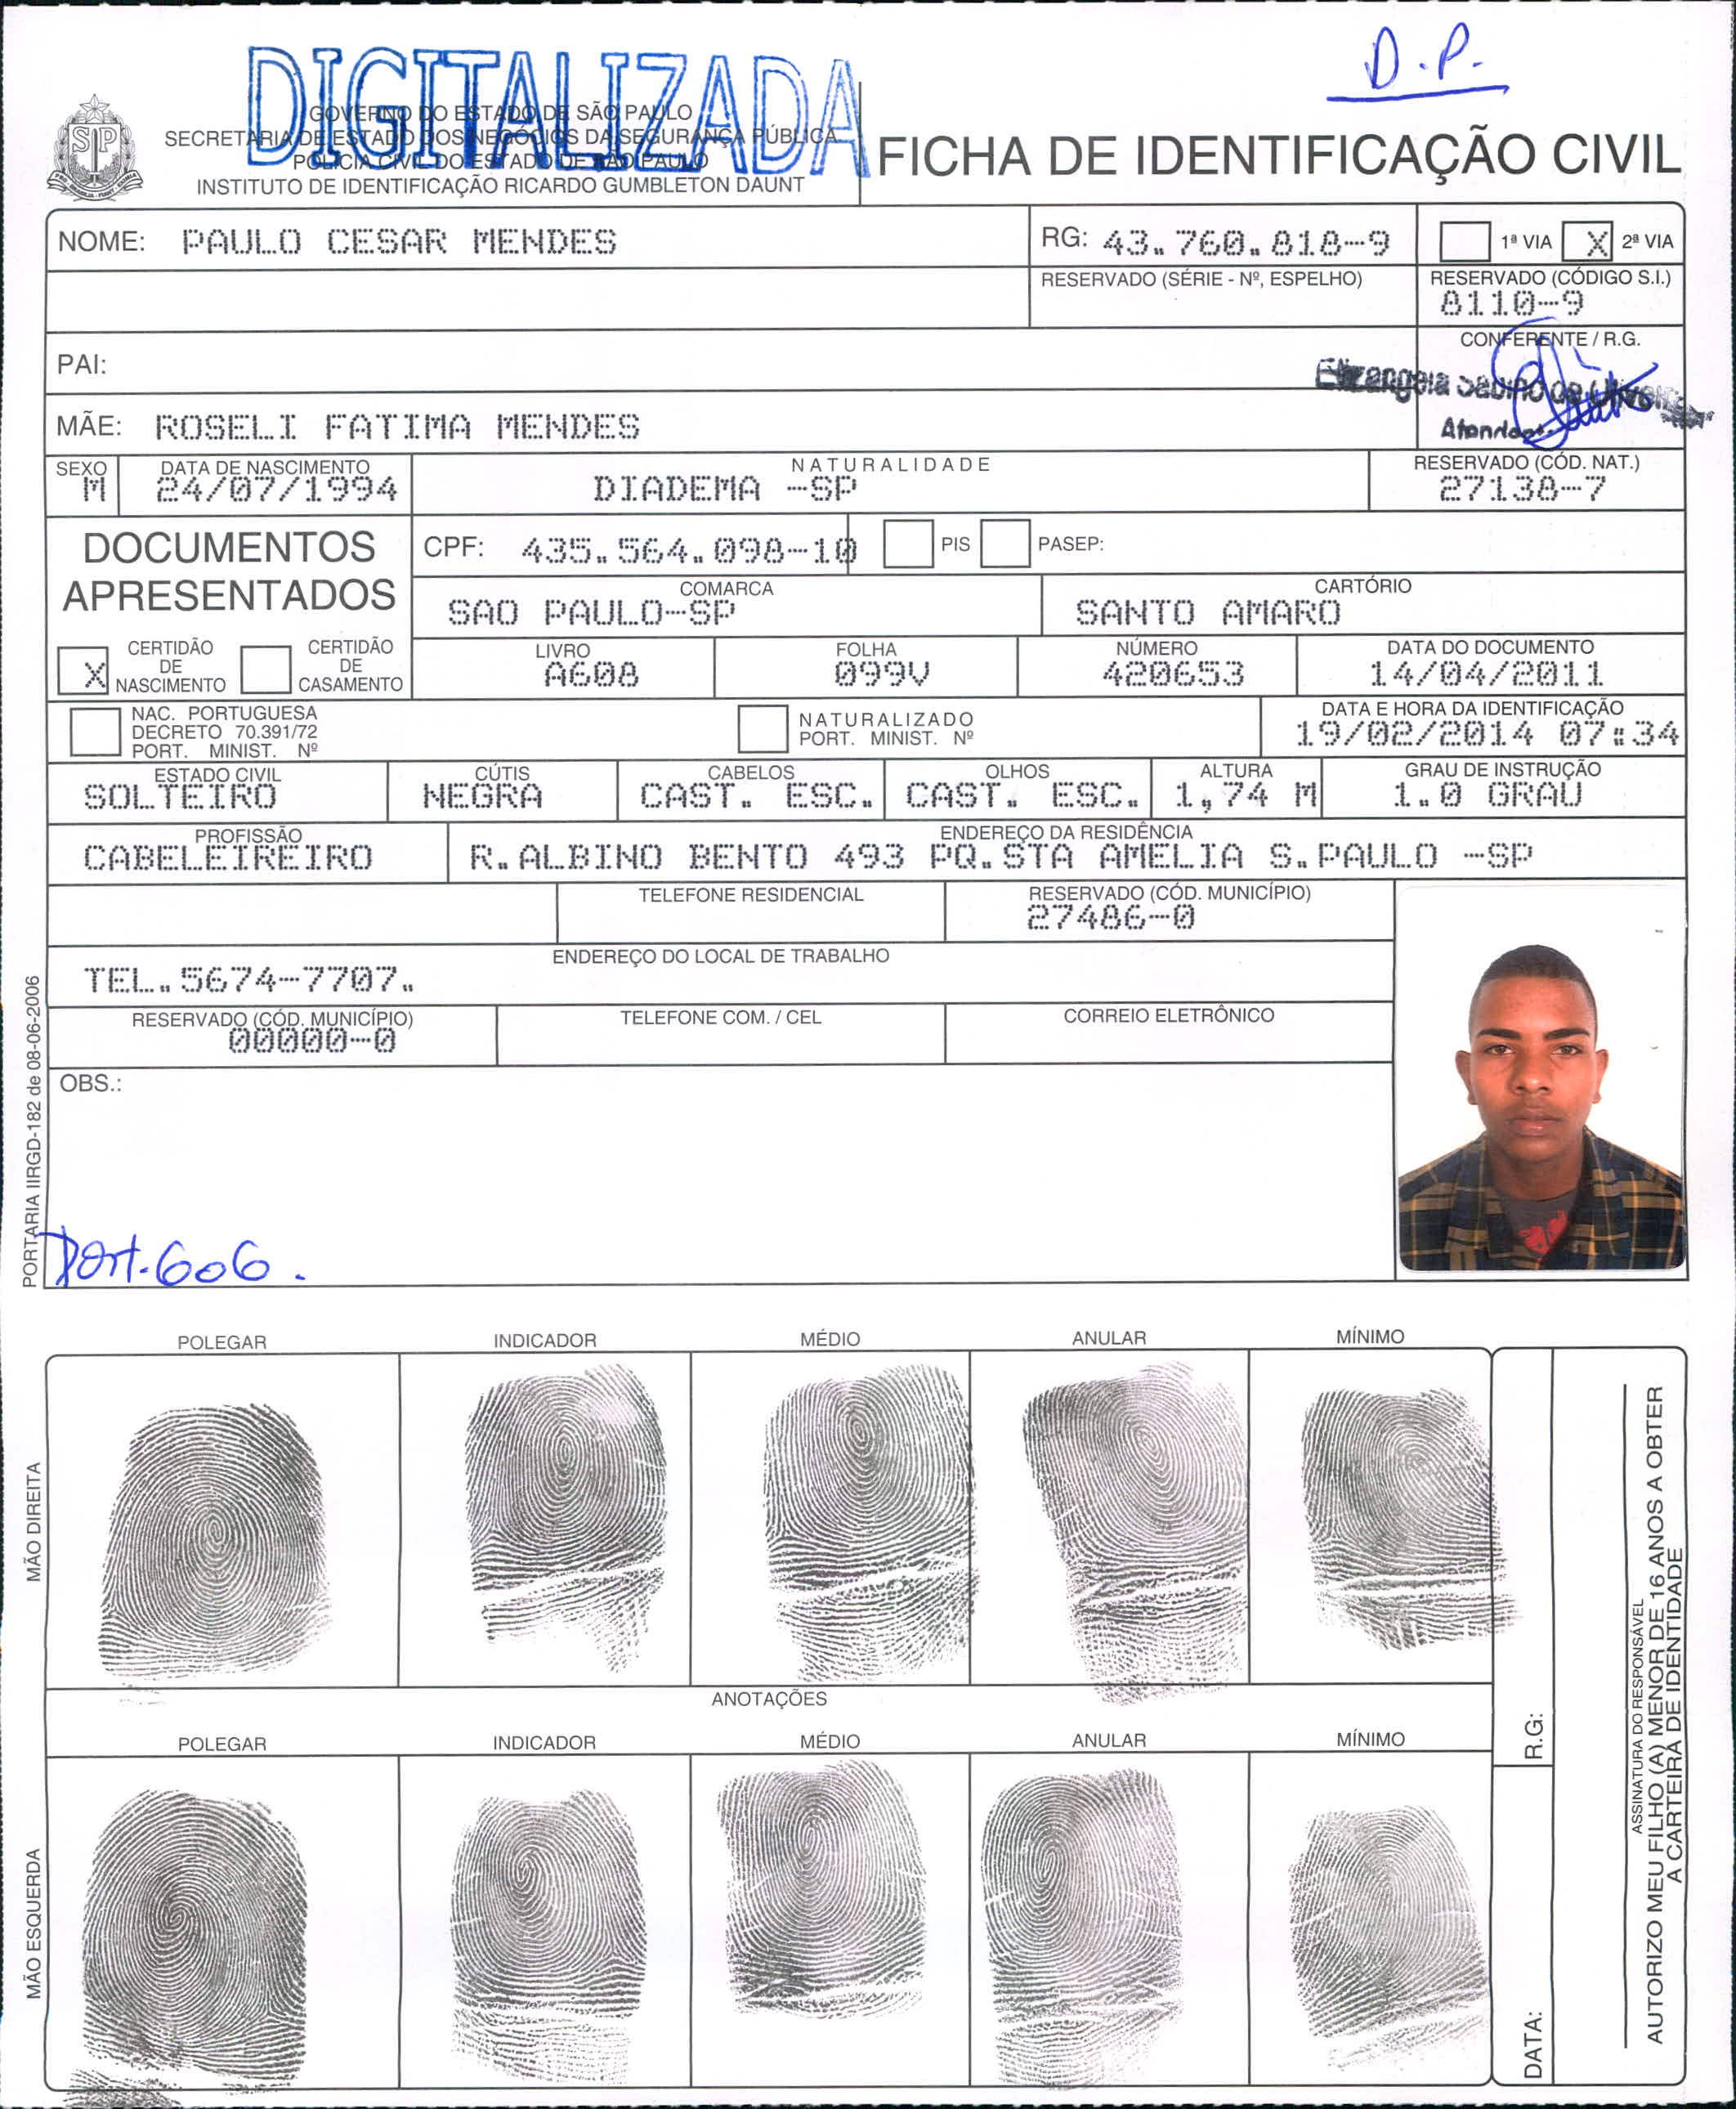 D.P.
DIGITALIZADA
GOVERNO DO ESTADO DE SÃO PAULO
SECRETARIA DE ESTADO DOS NEGÓCIOS DA SEGURANÇA PÚBLICA
POLÍCIA CIVIL DO ESTADO DE SÃO PAULO
INSTITUTO DE IDENTIFICAÇÃO RICARDO GUMBLETON DAUNT
FICHA DE IDENTIFICAÇÃO CIVIL
NOME: PAULO CESAR MENDES
RG: 43.760.818-9
1ª VIA X 2ª VIA
RESERVADO (SÉRIE - Nº, ESPELHO)
RESERVADO (CÓDIGO S.I.)
8110-9
PAI:
CONFERENTE / R.G.
Elizangela Sabino de Oliveira
MÃE: ROSELI FATIMA MENDES
SEXO
M
DATA DE NASCIMENTO
24/07/1994
NATURALIDADE
DIADEMA -SP
RESERVADO (CÓD. NAT.)
27138-7
DOCUMENTOS
APRESENTADOS
CPF: 435.564.098-10
PIS
PASEP:
COMARCA
SAO PAULO-SP
CARTÓRIO
SANTO AMARO
X CERTIDÃO
DE
NASCIMENTO
CERTIDÃO
DE
CASAMENTO
LIVRO
A608
FOLHA
099V
NÚMERO
420653
DATA DO DOCUMENTO
14/04/2011
NAC. PORTUGUESA
DECRETO 70.391/72
PORT. MINIST. Nº
NATURALIZADO
PORT. MINIST. Nº
DATA E HORA DA IDENTIFICAÇÃO
19/02/2014 07:34
ESTADO CIVIL
SOLTEIRO
CÚTIS
NEGRA
CABELOS
CAST. ESC.
OLHOS
CAST. ESC.
ALTURA
1,74 M
GRAU DE INSTRUÇÃO
1.0 GRAU
PROFISSÃO
CABELEIREIRO
ENDEREÇO DA RESIDÊNCIA
R.ALBINO BENTO 493 PQ.STA AMELIA S.PAULO -SP
TELEFONE RESIDENCIAL
RESERVADO (CÓD. MUNICÍPIO)
27486-0
ENDEREÇO DO LOCAL DE TRABALHO
TEL.5674-7707.
RESERVADO (CÓD. MUNICÍPIO)
00000-0
TELEFONE COM. / CEL
CORREIO ELETRÔNICO
OBS.:
Port. 606.
PORTARIA IIRGD-182 de 08-06-2006
POLEGAR
INDICADOR
MÉDIO
ANULAR
MÍNIMO
MÃO DIREITA
ANOTAÇÕES
POLEGAR
INDICADOR
MÉDIO
ANULAR
MÍNIMO
MÃO ESQUERDA
R.G:
DATA:
ASSINATURA DO RESPONSÁVEL
AUTORIZO MEU FILHO (A) MENOR DE 16 ANOS A OBTER
A CARTEIRA DE IDENTIDADE